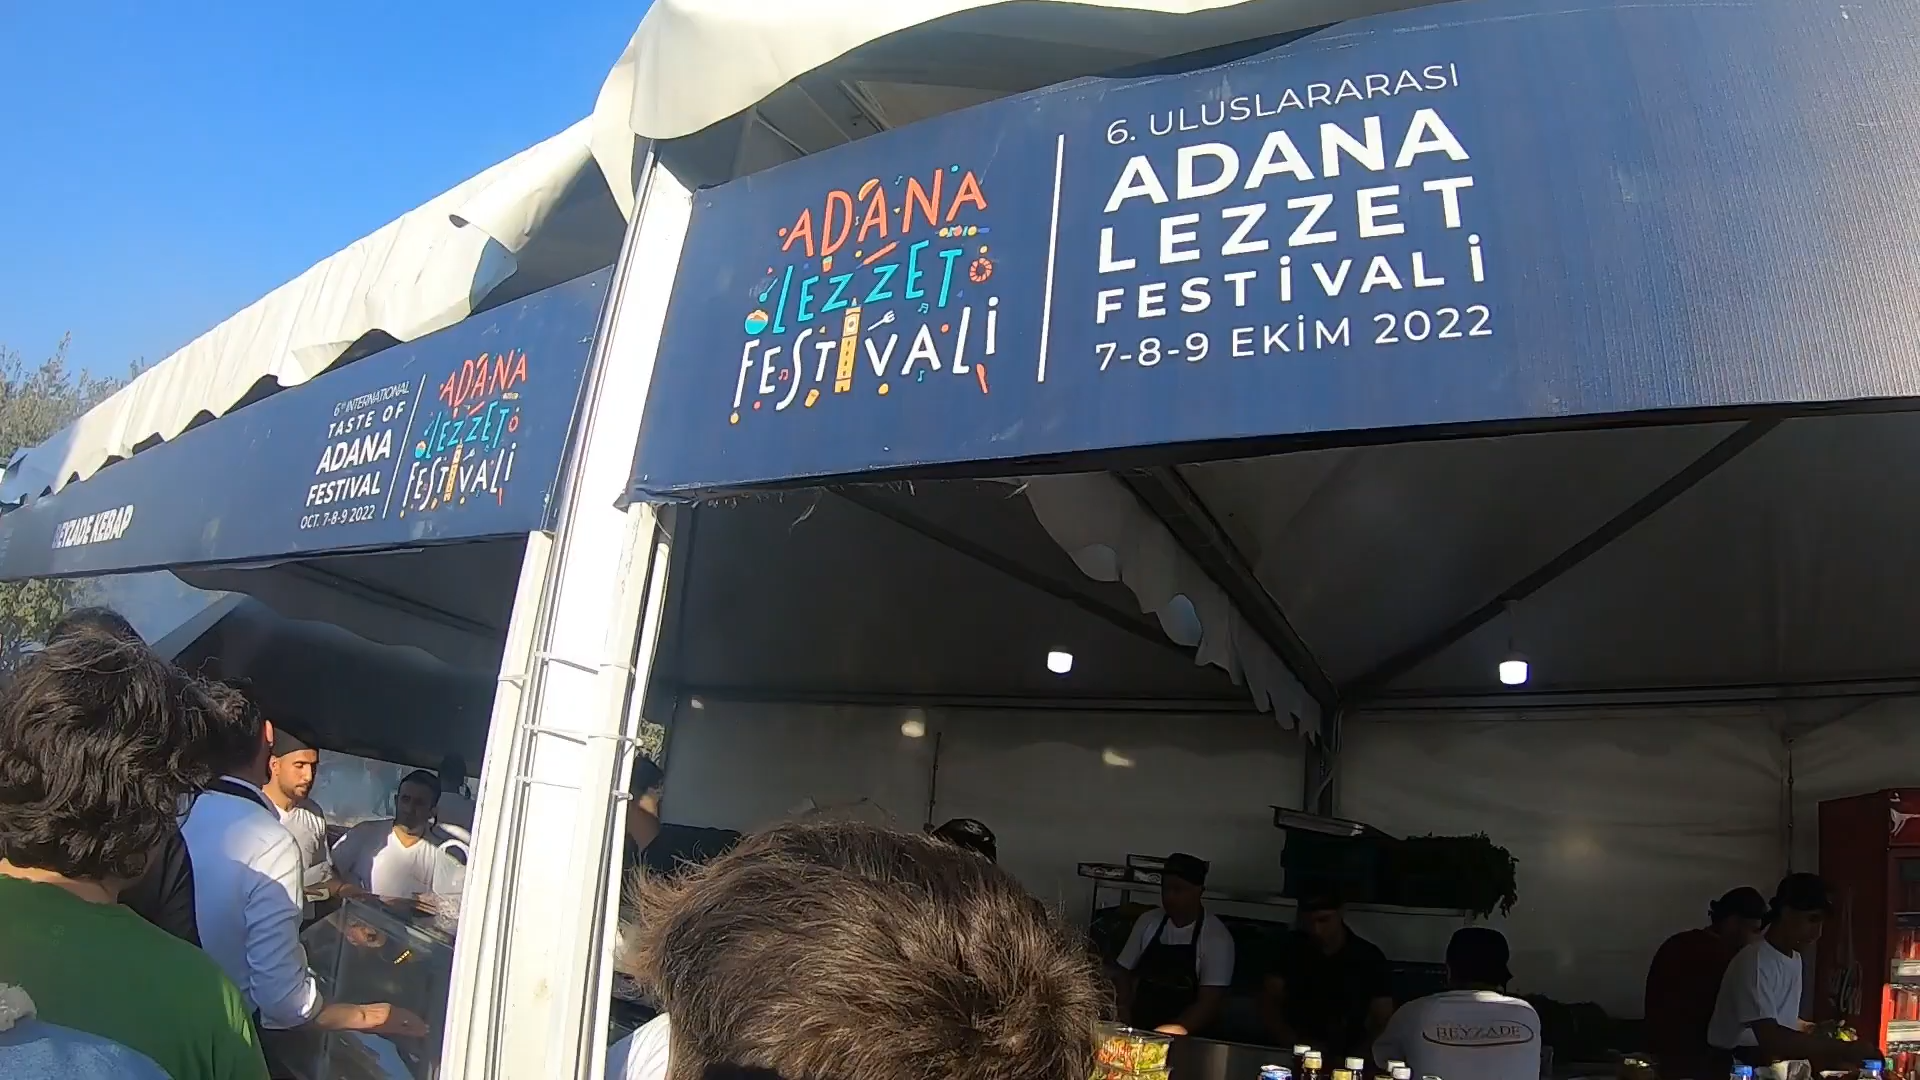 6. ULUSLARARASI
ADANA
LEZZET
FESTİVALİ
7-8-9 EKİM 2022
ADANA
LEZZET
FESTİVALİ
6TH INTERNATIONAL
TASTE OF
ADANA
FESTIVAL
OCT. 7-8-9 2022
ADANA
LEZZET
FESTİVALİ
BEYZADE KEBAP
BEYZADE